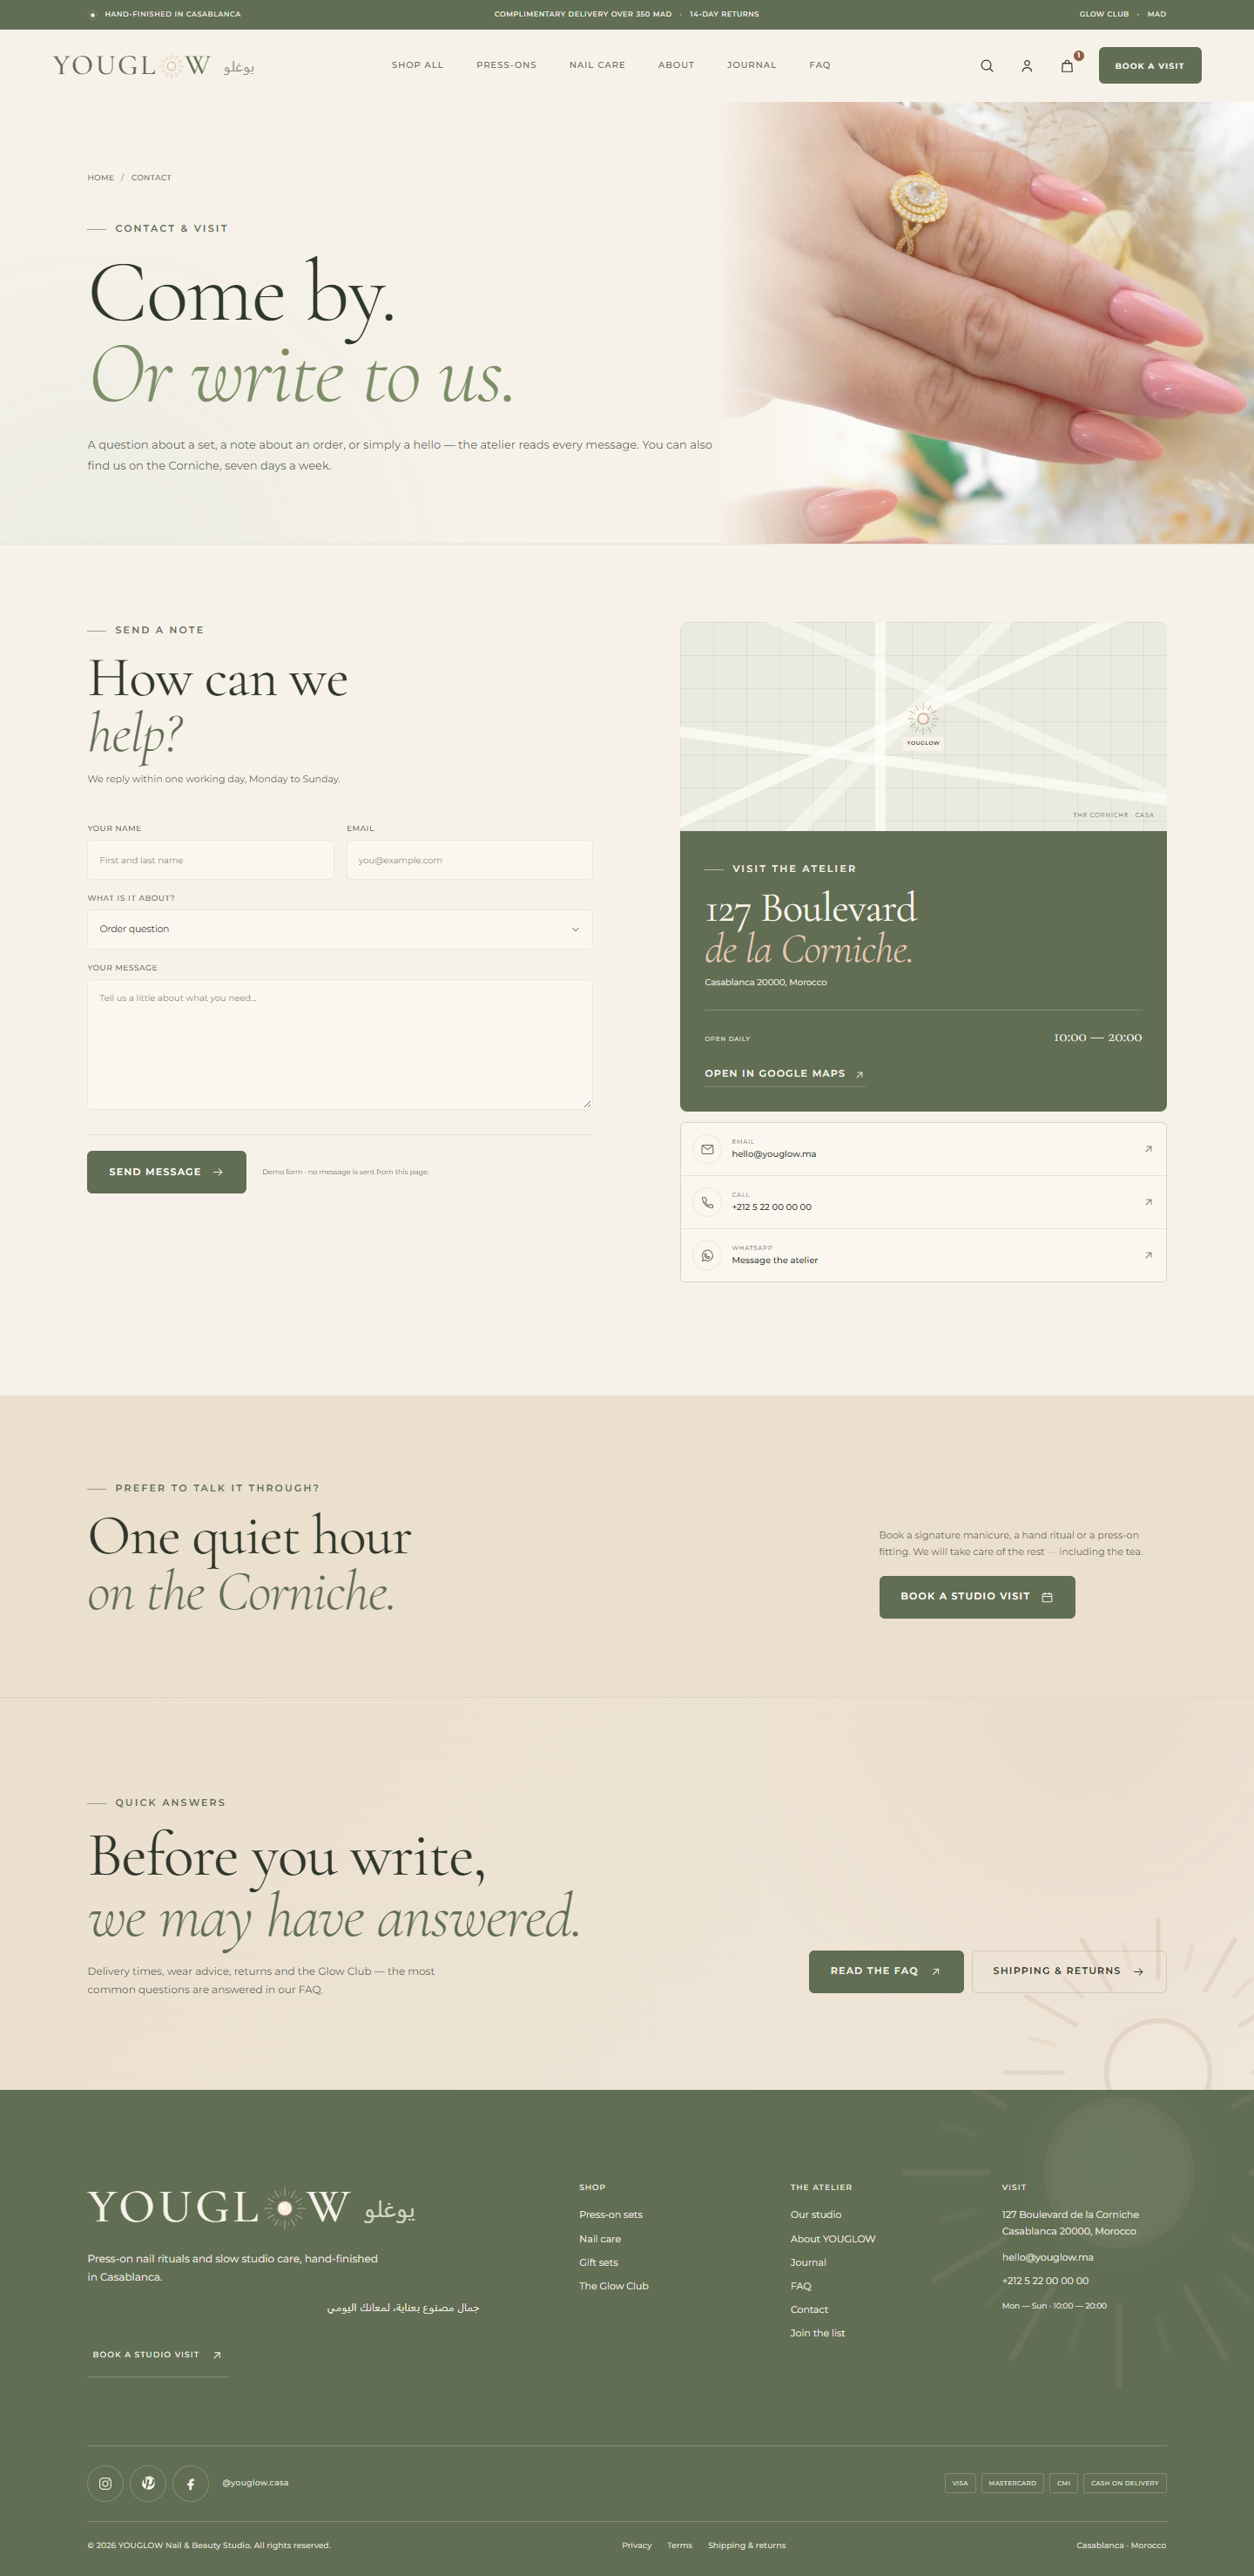 HAND-FINISHED IN CASABLANCA
COMPLIMENTARY DELIVERY OVER 350 MAD · 14-DAY RETURNS
GLOW CLUB · MAD
YOUGLOW يوغلو
SHOP ALL
PRESS-ONS
NAIL CARE
ABOUT
JOURNAL
FAQ
1
BOOK A VISIT
HOME / CONTACT
CONTACT & VISIT
Come by.
Or write to us.
A question about a set, a note about an order, or simply a hello — the atelier reads every message. You can also
find us on the Corniche, seven days a week.
SEND A NOTE
How can we
help?
We reply within one working day, Monday to Sunday.
YOUR NAME
First and last name
EMAIL
you@example.com
WHAT IS IT ABOUT?
Order question
YOUR MESSAGE
Tell us a little about what you need...
SEND MESSAGE
Demo form · no message is sent from this page.
YOUGLOW
THE CORNICHE · CASA
VISIT THE ATELIER
127 Boulevard
de la Corniche.
Casablanca 20000, Morocco
OPEN DAILY
10:00 — 20:00
OPEN IN GOOGLE MAPS
EMAIL
hello@youglow.ma
CALL
+212 5 22 00 00 00
WHATSAPP
Message the atelier
PREFER TO TALK IT THROUGH?
One quiet hour
on the Corniche.
Book a signature manicure, a hand ritual or a press-on
fitting. We will take care of the rest — including the tea.
BOOK A STUDIO VISIT
QUICK ANSWERS
Before you write,
we may have answered.
Delivery times, wear advice, returns and the Glow Club — the most
common questions are answered in our FAQ.
READ THE FAQ
SHIPPING & RETURNS
YOUGLOW يوغلو
Press-on nail rituals and slow studio care, hand-finished
in Casablanca.
جمال مصنوع بعناية، لمعانك اليومي
BOOK A STUDIO VISIT
SHOP
Press-on sets
Nail care
Gift sets
The Glow Club
THE ATELIER
Our studio
About YOUGLOW
Journal
FAQ
Contact
Join the list
VISIT
127 Boulevard de la Corniche
Casablanca 20000, Morocco
hello@youglow.ma
+212 5 22 00 00 00
Mon — Sun · 10:00 — 20:00
@youglow.casa
VISA
MASTERCARD
CMI
CASH ON DELIVERY
© 2026 YOUGLOW Nail & Beauty Studio. All rights reserved.
Privacy
Terms
Shipping & returns
Casablanca · Morocco